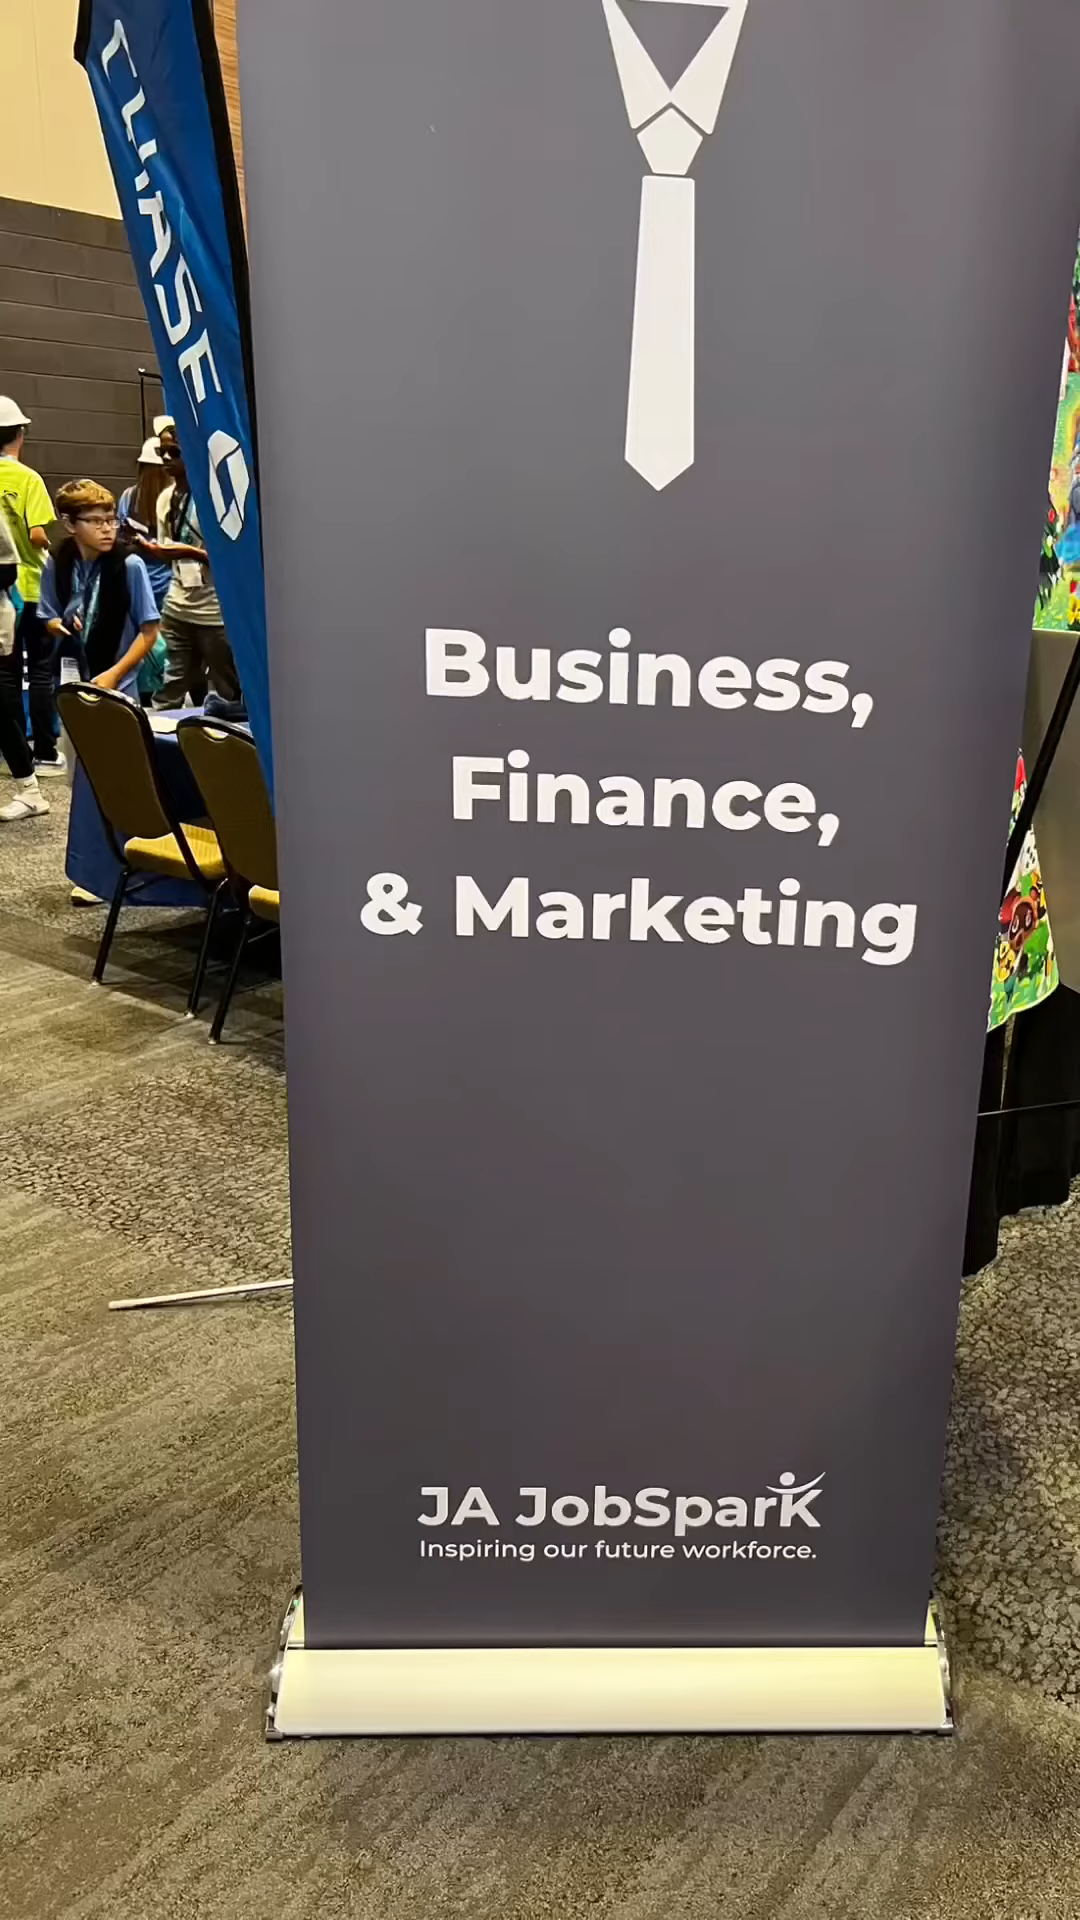 CHASE
Business,
Finance,
& Marketing
JA JobSpark
Inspiring our future workforce.